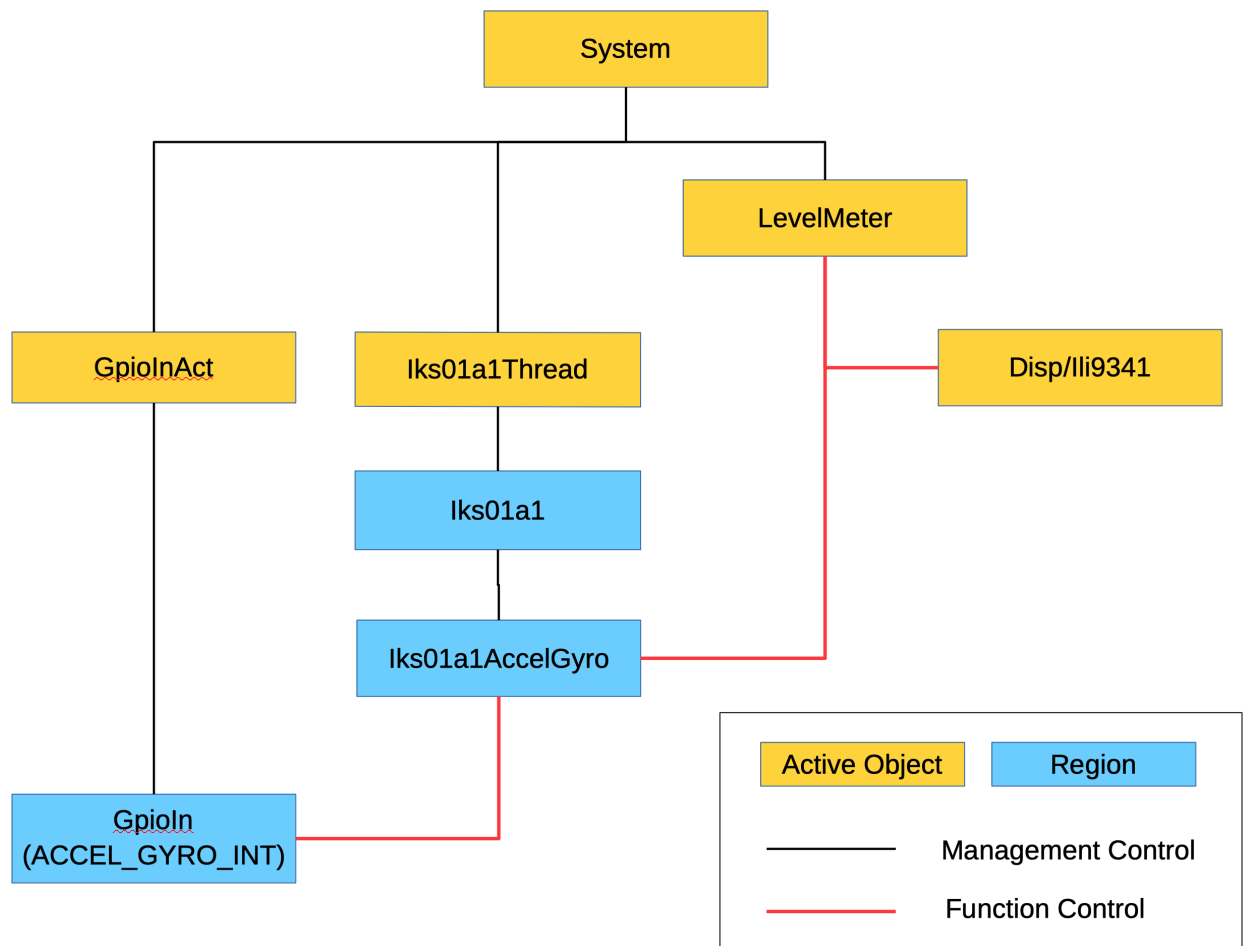 System
LevelMeter
GpioInAct
Iks01a1Thread
Disp/Ili9341
Iks01a1
Iks01a1AccelGyro
GpioIn
(ACCEL_GYRO_INT)
Active Object
Region
Management Control
Function Control